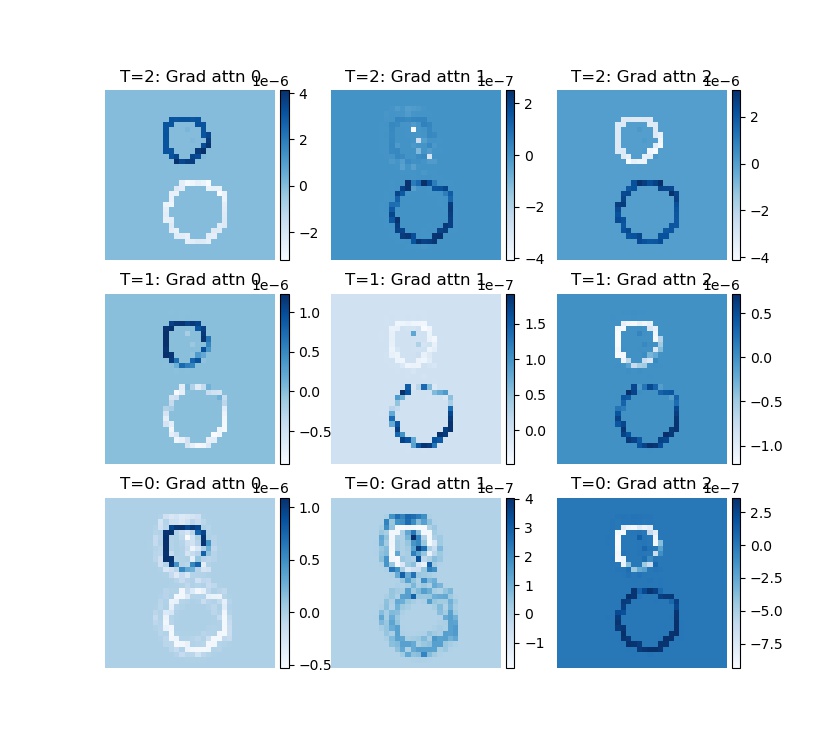 T=2: Grad attn 0 1e−6 T=2: Grad attn 1 1e−7 T=2: Grad attn 2 1e−6
4 2 0 −2
2 0 −2 −4
2 0 −2 −4
T=1: Grad attn 0 1e−6 T=1: Grad attn 1 1e−7 T=1: Grad attn 2 1e−6
1.0 0.5 0.0 −0.5
1.5 1.0 0.5 0.0
0.5 0.0 −0.5 −1.0
T=0: Grad attn 0 1e−6 T=0: Grad attn 1 1e−7 T=0: Grad attn 2 1e−7
1.0 0.5 0.0 −0.5
4 3 2 1 0 −1
2.5 0.0 −2.5 −5.0 −7.5